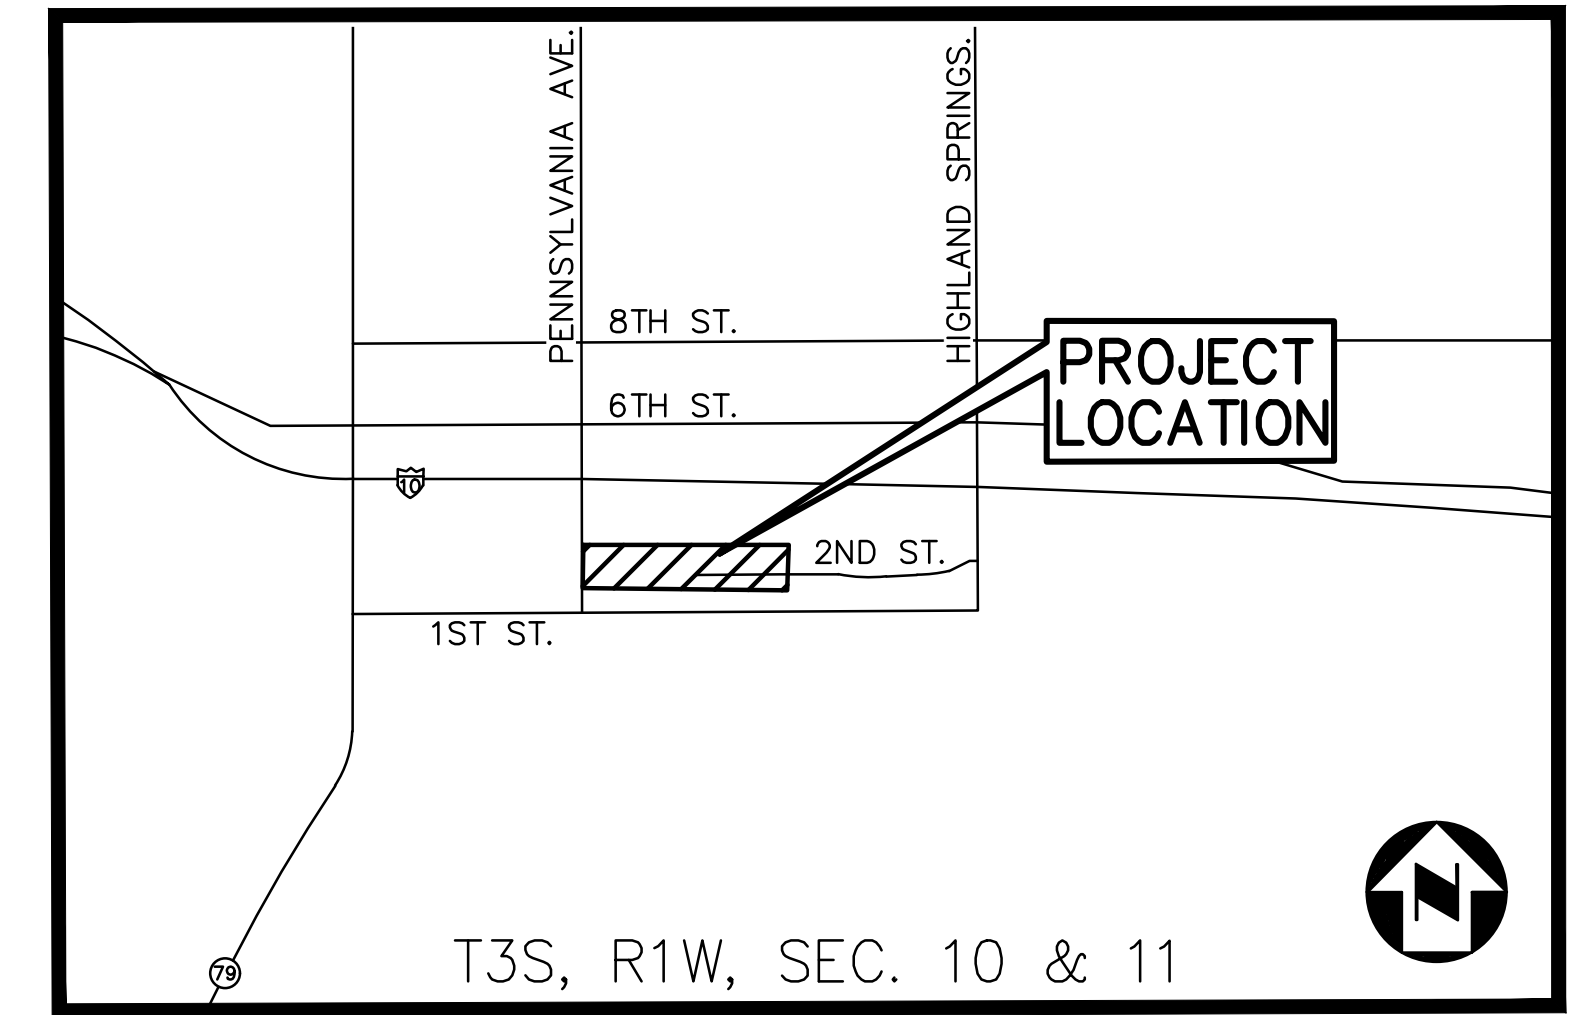 PENNSYLVANIA AVE.
HIGHLAND SPRINGS.
8TH ST.
PROJECT
LOCATION
6TH ST.
10
2ND ST.
1ST ST.
N
T3S, R1W, SEC. 10 & 11
79